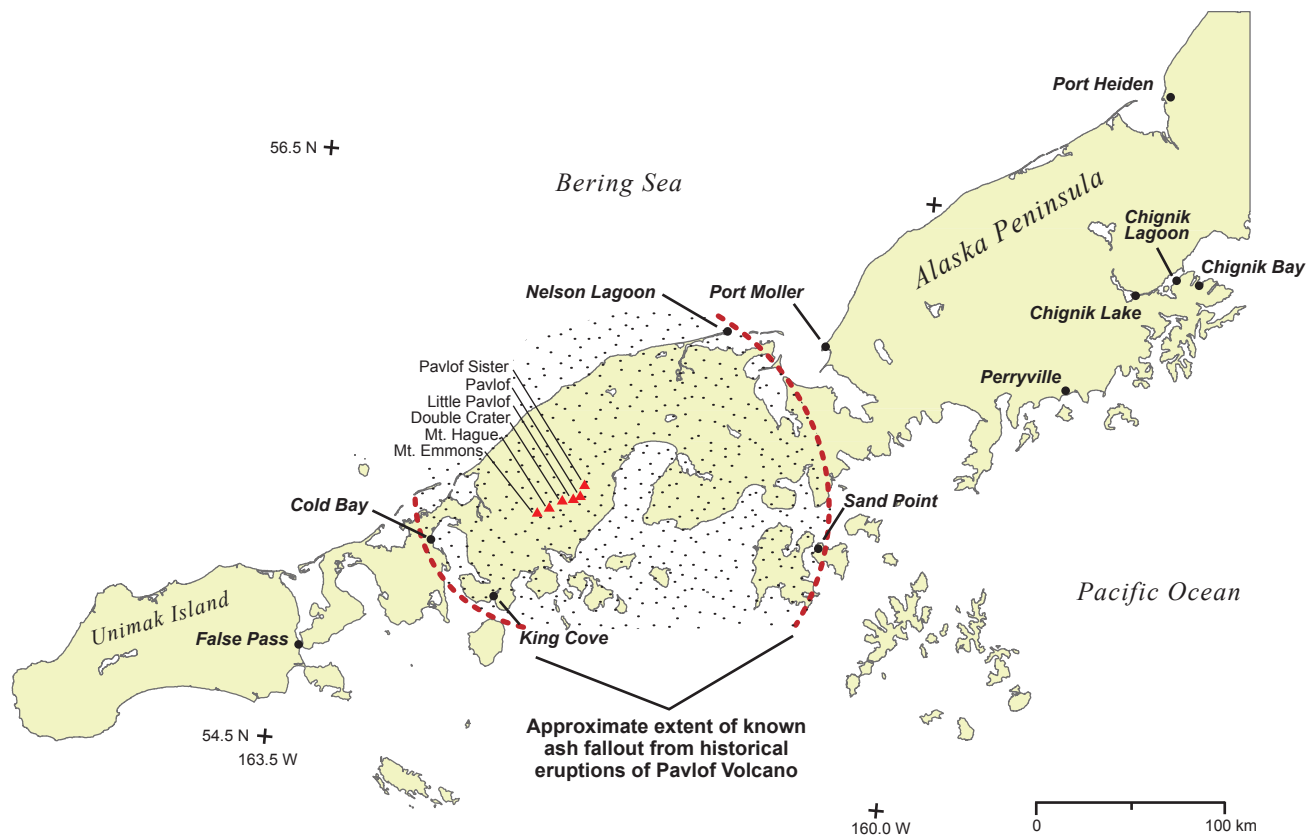 Port Heiden
56.5 N
Bering Sea
Alaska Peninsula
Chignik
Lagoon
Chignik Bay
Nelson Lagoon
Port Moller
Chignik Lake
Pavlof Sister
Pavlof
Little Pavlof
Double Crater
Mt. Hague
Mt. Emmons
Perryville
Cold Bay
Sand Point
Pacific Ocean
Unimak Island
False Pass
King Cove
Approximate extent of known
ash fallout from historical
eruptions of Pavlof Volcano
54.5 N
163.5 W
160.0 W
0
100 km